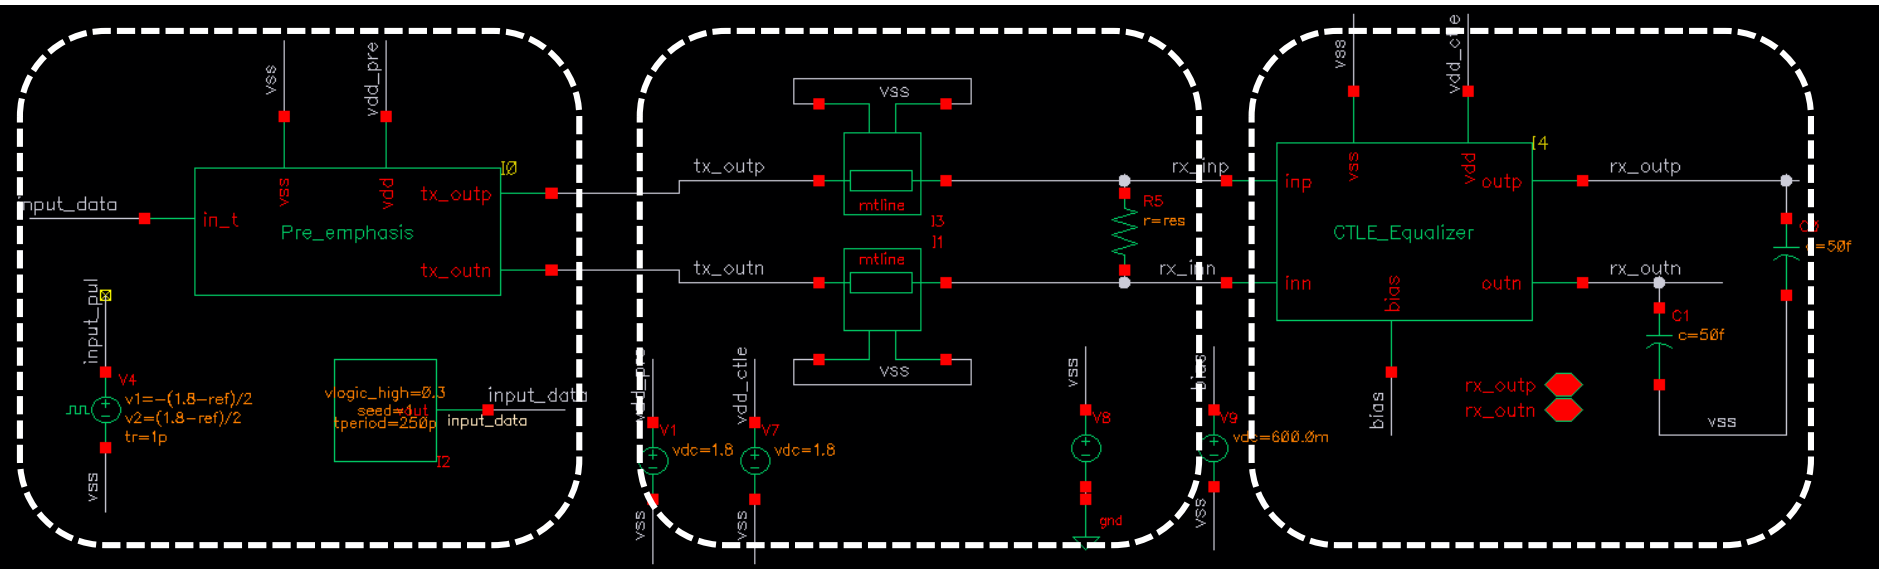 vss
vdd_pre
I0
vss
vdd
tx_outp
nput_data
in_t
Pre_emphasis
tx_outn
input_pul
V4
v1=-(1.8-ref)/2
v2=(1.8-ref)/2
tr=1p
vss
vlogic_high=0.3
seed=4
out
tperiod=250p
I2
input_data
input_data
vss
tx_outp
mtline
I3
I1
mtline
tx_outn
vss
rx_inp
R5
r=res
rx_inn
V1
vdc=1.8
vss
vdd_ctle
V7
vdc=1.8
vss
vss
V8
gnd
bias
V9
vdc=600.0m
vss
vss
vdd_ctle
I4
vss
vdd
inp
outp
CTLE_Equalizer
inn
outn
bias
bias
rx_outp
rx_outn
rx_outp
c=50f
rx_outn
C1
c=50f
vss